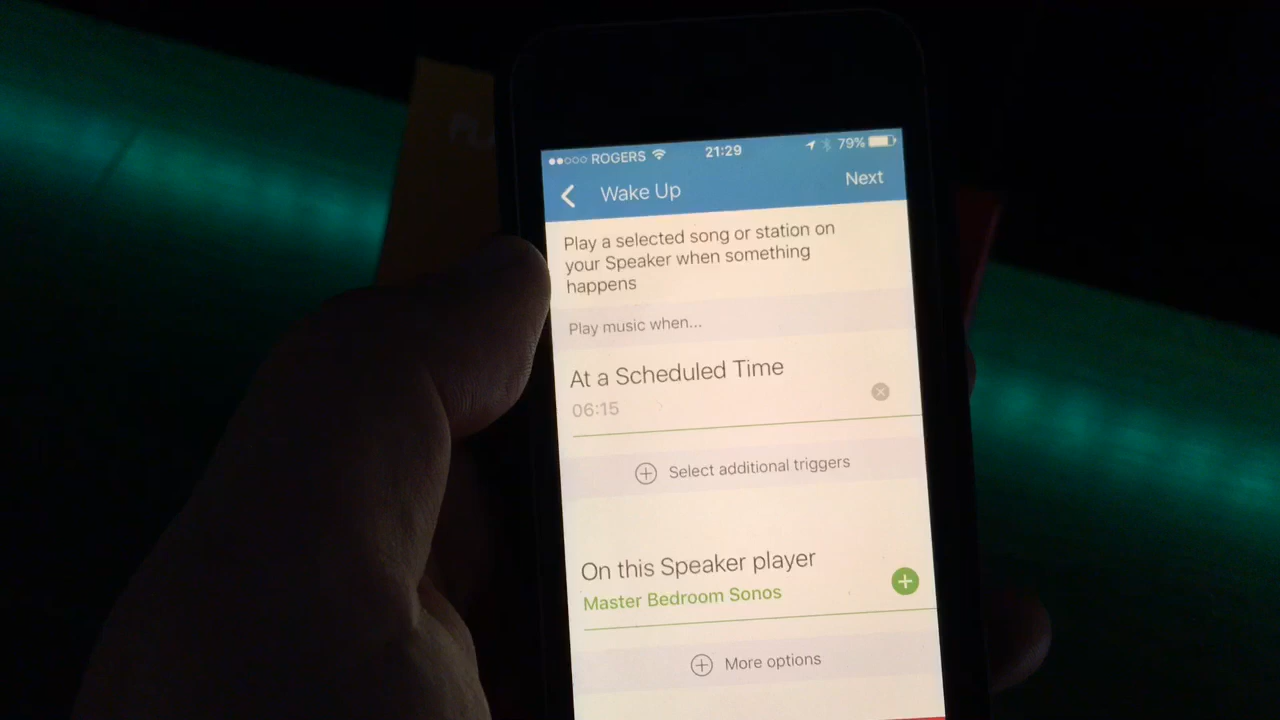 ROGERS 21:29 79%
Wake Up Next
Play a selected song or station on
your Speaker when something
happens
Play music when...
At a Scheduled Time
06:15
Select additional triggers
On this Speaker player
Master Bedroom Sonos
More options